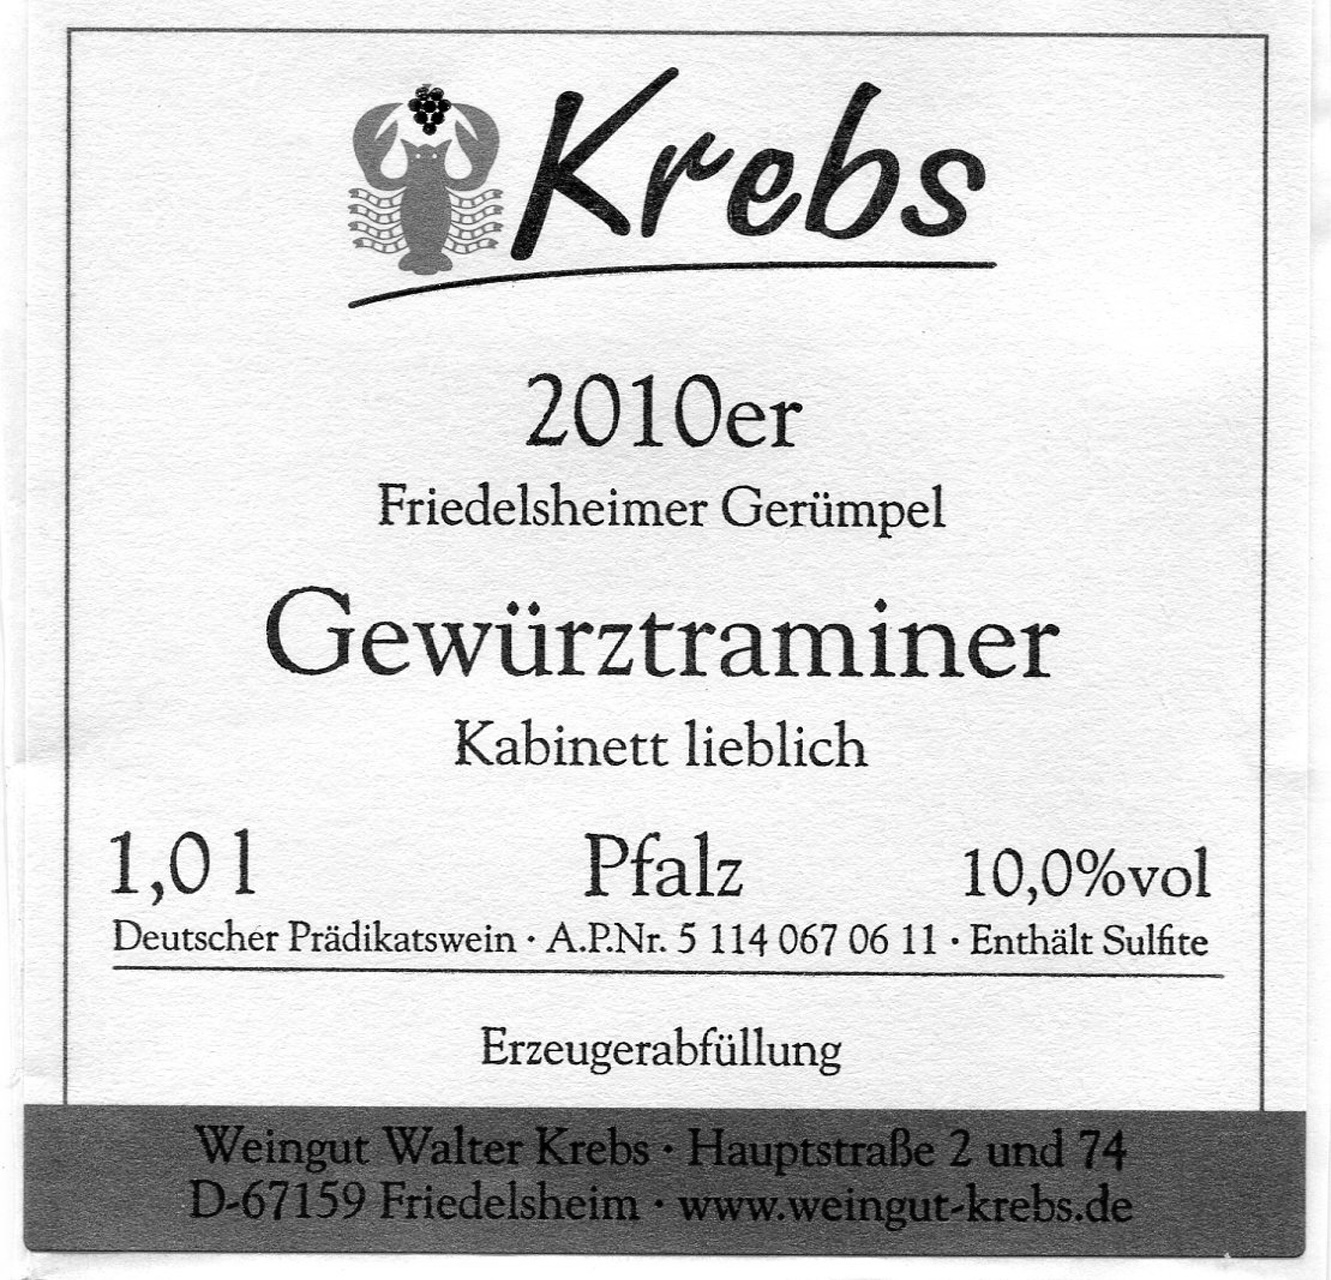 Krebs
2010er
Friedelsheimer Gerümpel
Gewürztraminer
Kabinett lieblich
1,0 l Pfalz 10,0%vol
Deutscher Prädikatswein · A.P.Nr. 5 114 067 06 11 · Enthält Sulfite
Erzeugerabfüllung
Weingut Walter Krebs · Hauptstraße 2 und 74
D-67159 Friedelsheim · www.weingut-krebs.de